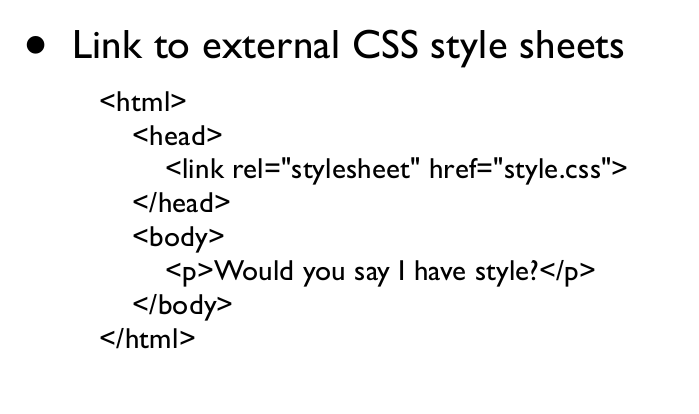 • Link to external CSS style sheets
<html>
<head>
<link rel="stylesheet" href="style.css">
</head>
<body>
<p>Would you say I have style?</p>
</body>
</html>